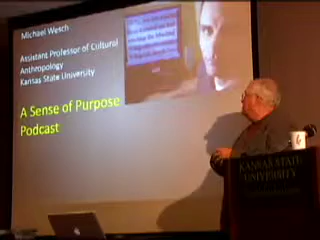 Michael Wesch
Assistant Professor of Cultural
Anthropology
Kansas State University
A Sense of Purpose
Podcast
KANSAS STATE
UNIVERSITY